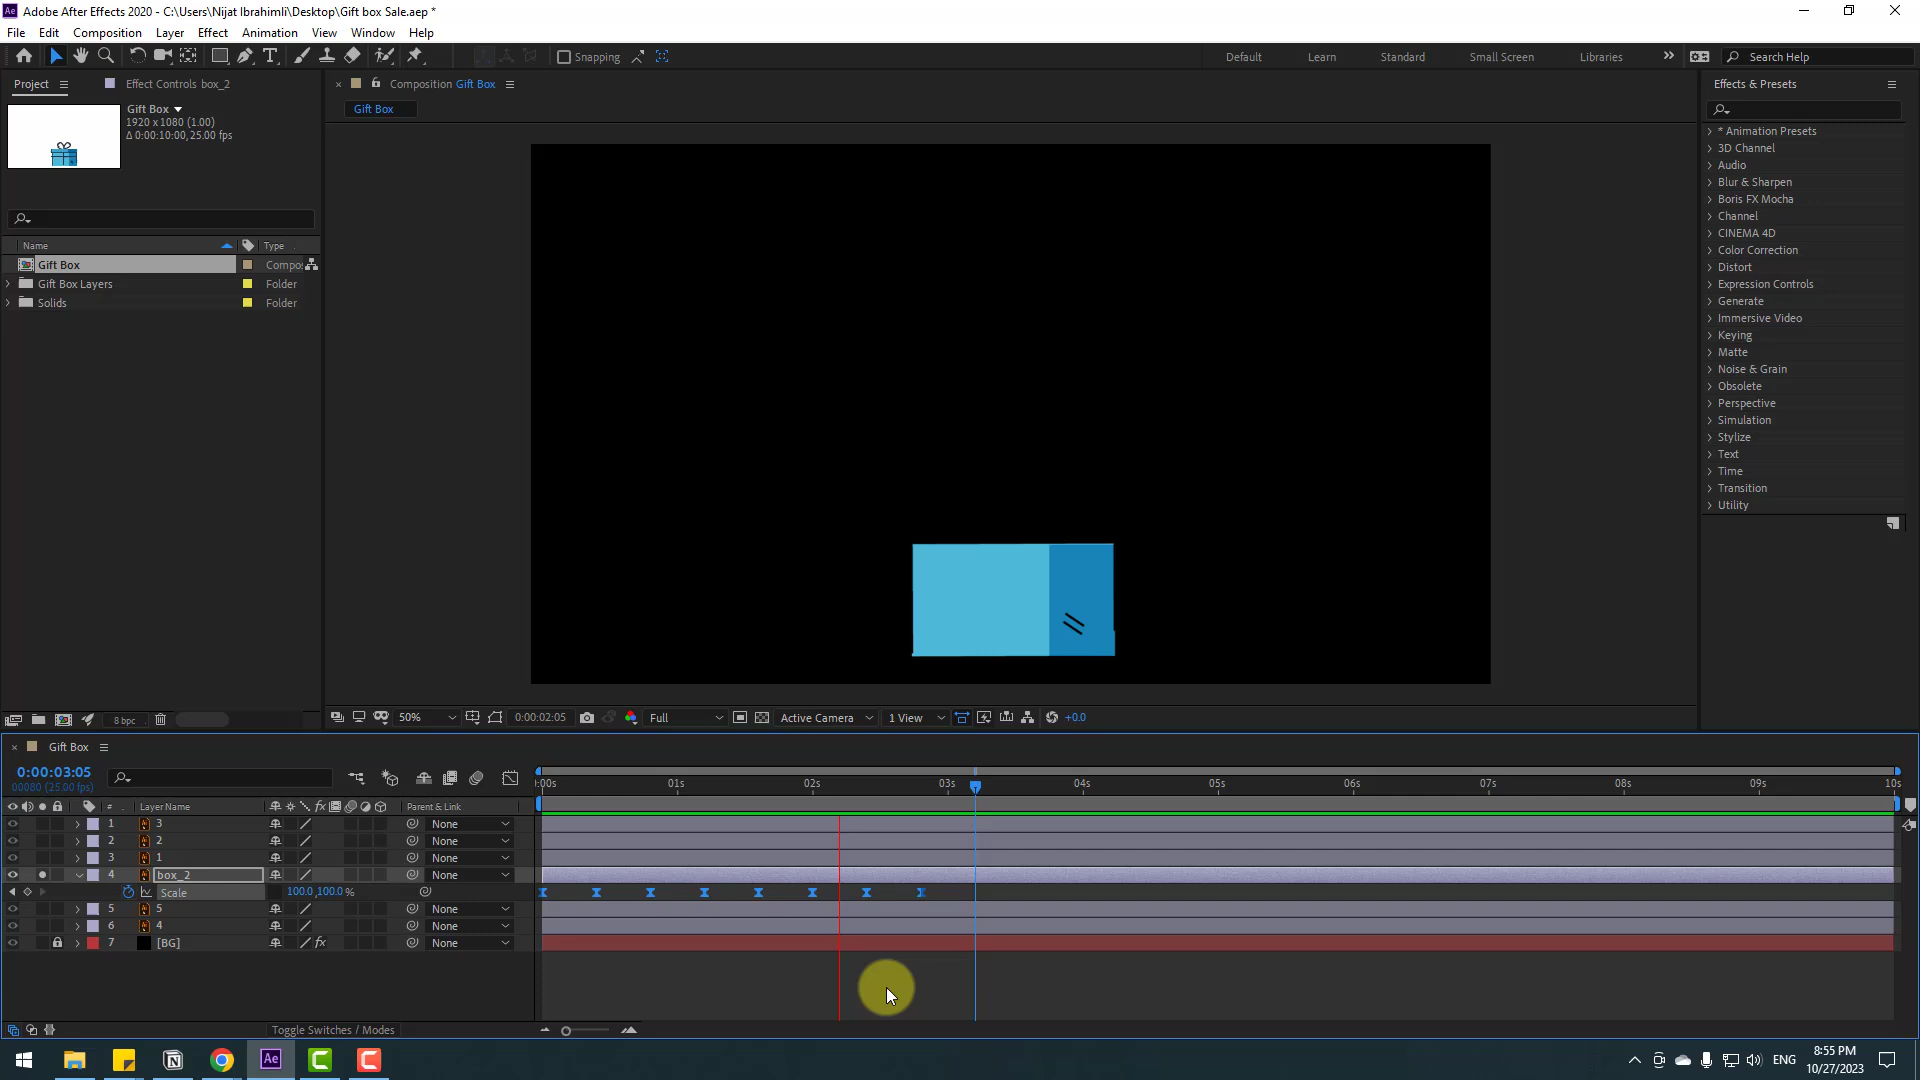 Adobe After Effects 2020 - C:\Users\Nijat Ibrahimli\Desktop\Gift box Sale.aep *
File Edit Composition Layer Effect Animation View Window Help
Snapping Default Learn Standard Small Screen Libraries Search Help
Project Effect Controls box_2 Composition Gift Box Effects & Presets
Gift Box
1920 x 1080 (1.00)
Δ 0:00:10:00, 25.00 fps
Gift Box
Name Type
Gift Box Compo
Gift Box Layers Folder
Solids Folder
* Animation Presets
3D Channel
Audio
Blur & Sharpen
Boris FX Mocha
Channel
CINEMA 4D
Color Correction
Distort
Expression Controls
Generate
Immersive Video
Keying
Matte
Noise & Grain
Obsolete
Perspective
Simulation
Stylize
Text
Time
Transition
Utility
8 bpc 50% 0:00:02:05 Full Active Camera 1 View +0.0
Gift Box
0:00:03:05
00080 (25.00 fps)
:00s 01s 02s 03s 04s 05s 06s 07s 08s 09s 10s
# Layer Name fx Parent & Link
1 3 None
2 2 None
3 1 None
4 box_2 None
Scale 100.0,100.0 %
5 5 None
6 4 None
7 [BG] fx None
Toggle Switches / Modes
Ae ENG 8:55 PM
10/27/2023